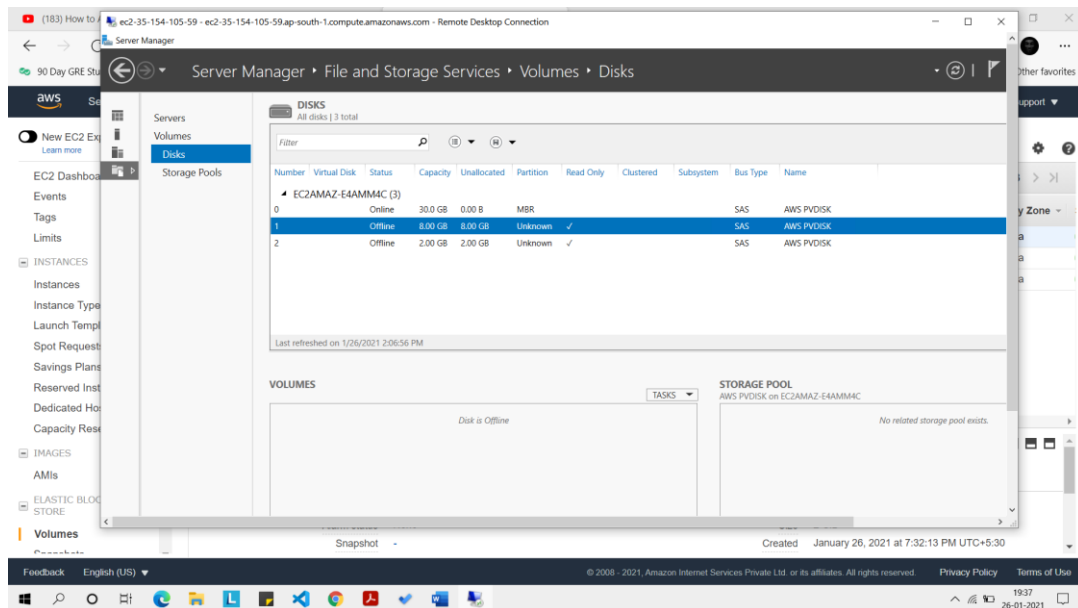 (183) How to
ec2-35-154-105-59 - ec2-35-154-105-59.ap-south-1.compute.amazonaws.com - Remote Desktop Connection
Server Manager
90 Day GRE Stu
Other favorites
Server Manager • File and Storage Services • Volumes • Disks
aws
Se
upport
New EC2 Exp
Learn more
EC2 Dashboa
Events
Tags
Limits
INSTANCES
Instances
Instance Type
Launch Templ
Spot Request
Savings Plans
Reserved Inst
Dedicated Ho
Capacity Rese
IMAGES
AMIs
ELASTIC BLOC
STORE
Volumes
Servers
Volumes
Disks
Storage Pools
DISKS
All disks | 3 total
Filter
Number Virtual Disk Status Capacity Unallocated Partition Read Only Clustered Subsystem Bus Type Name
EC2AMAZ-E4AMM4C (3)
0 Online 30.0 GB 0.00 B MBR SAS AWS PVDISK
1 Offline 8.00 GB 8.00 GB Unknown ✓ SAS AWS PVDISK
2 Offline 2.00 GB 2.00 GB Unknown ✓ SAS AWS PVDISK
Last refreshed on 1/26/2021 2:06:56 PM
y Zone
a
a
a
VOLUMES
TASKS
Disk is Offline
STORAGE POOL
AWS PVDISK on EC2AMAZ-E4AMM4C
No related storage pool exists.
Snapshot -
Created January 26, 2021 at 7:32:13 PM UTC+5:30
Feedback English (US)
© 2008 - 2021, Amazon Internet Services Private Ltd. or its affiliates. All rights reserved. Privacy Policy Terms of Use
19:37
26-01-2021